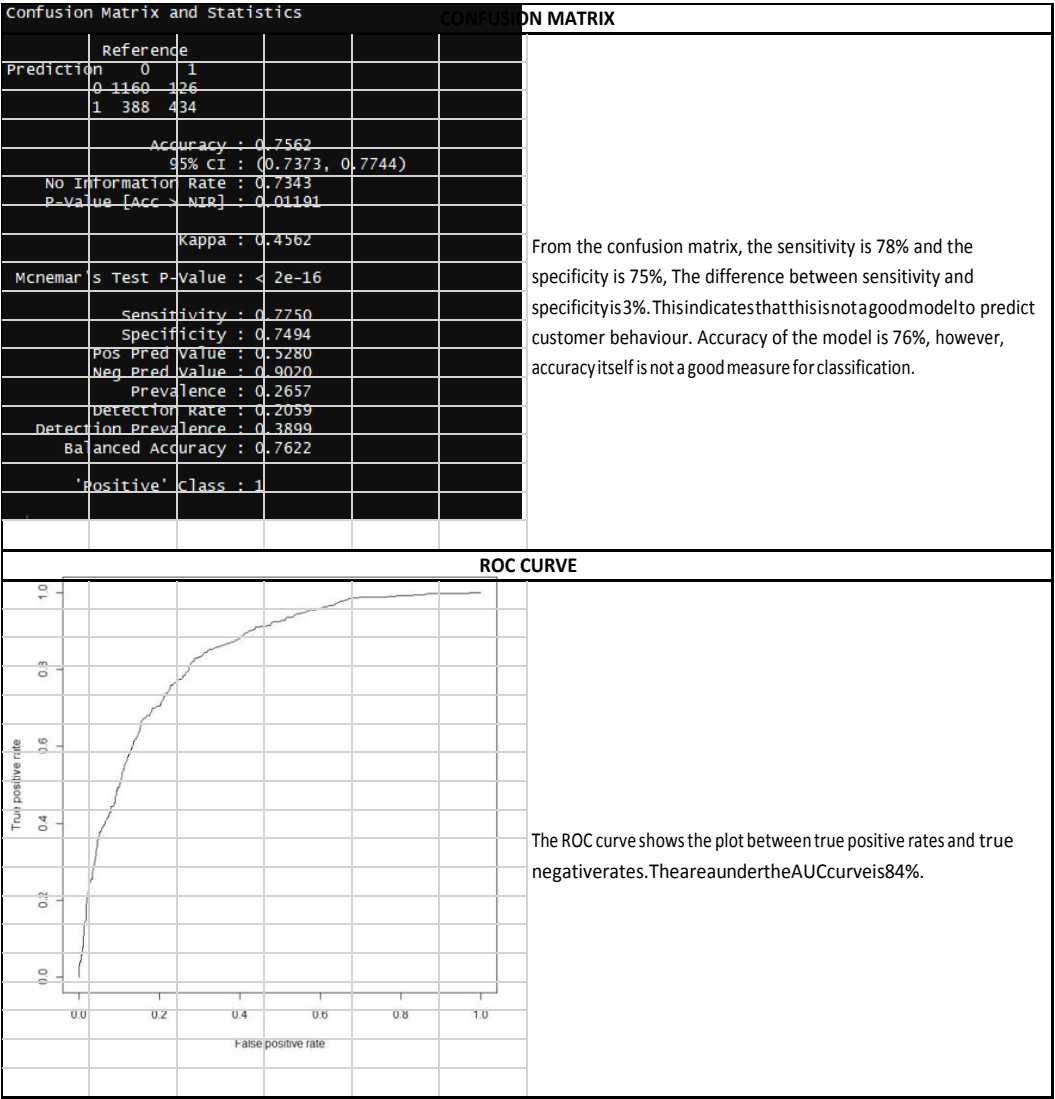 Confusion Matrix and Statistics
CONFUSION MATRIX
Reference
Prediction 0 1
0 1160 126
1 388 434
Accuracy : 0.7562
95% CI : (0.7373, 0.7744)
No Information Rate : 0.7343
P-Value [Acc > NIR] : 0.01191
Kappa : 0.4562
Mcnemar's Test P-Value : < 2e-16
Sensitivity : 0.7750
Specificity : 0.7494
Pos Pred Value : 0.5280
Neg Pred Value : 0.9020
Prevalence : 0.2657
Detection Rate : 0.2059
Detection Prevalence : 0.3899
Balanced Accuracy : 0.7622
'Positive' Class : 1
From the confusion matrix, the sensitivity is 78% and the
specificity is 75%, The difference between sensitivity and
specificityis3%.Thisindicatesthatthisisnotagoodmodelto predict
customer behaviour. Accuracy of the model is 76%, however,
accuracy itself is not a good measure for classification.
ROC CURVE
1.0
0.8
0.6
0.4
0.2
0.0
True positive rate
0.0 0.2 0.4 0.6 0.8 1.0
False positive rate
The ROC curve shows the plot between true positive rates and true
negativerates.TheareaundertheAUCcurveis84%.